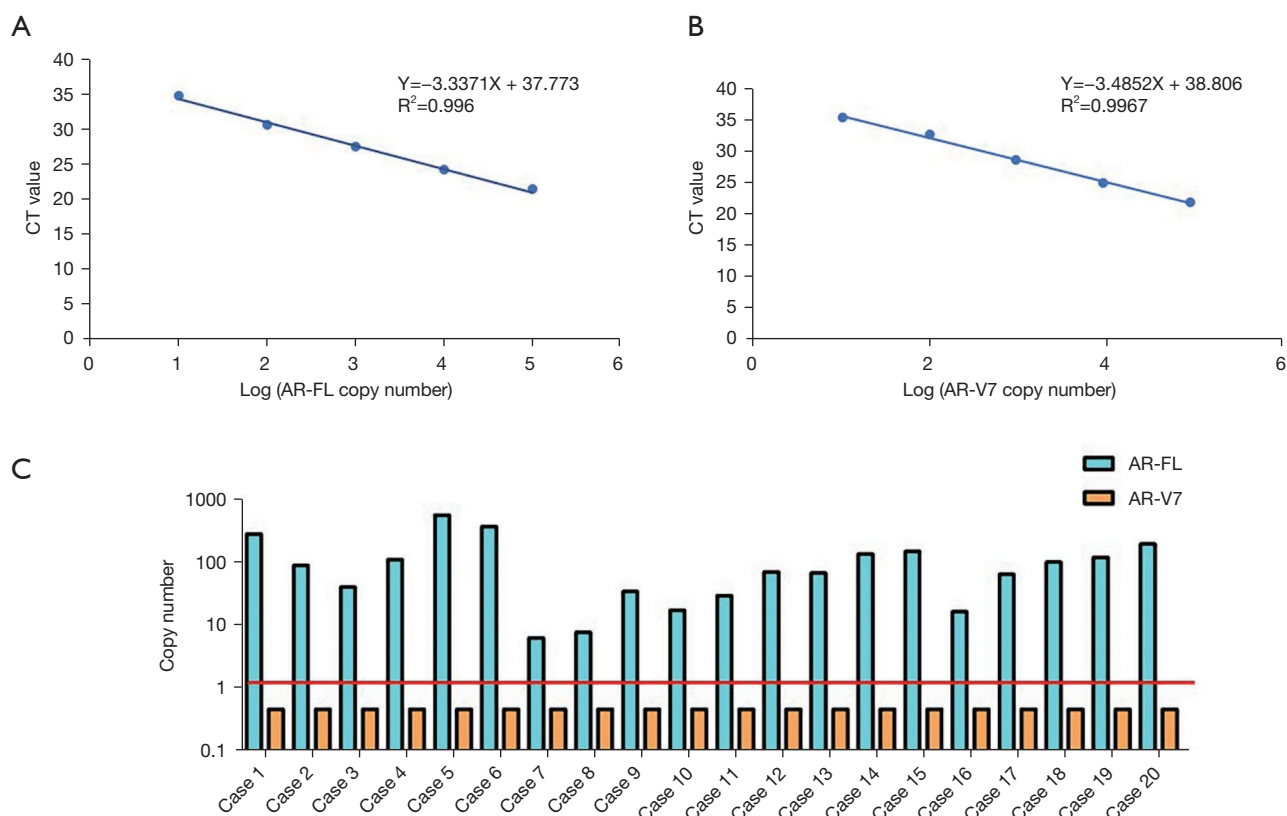 A
40
35
30
25
20
15
10
5
0
CT value
Y=−3.3371X + 37.773
R²=0.996
0 1 2 3 4 5 6
Log (AR-FL copy number)
B
40
35
30
25
20
15
10
5
0
CT value
Y=−3.4852X + 38.806
R²=0.9967
0 2 4 6
Log (AR-V7 copy number)
C
AR-FL
AR-V7
1000
100
10
1
0.1
Copy number
Case 1
Case 2
Case 3
Case 4
Case 5
Case 6
Case 7
Case 8
Case 9
Case 10
Case 11
Case 12
Case 13
Case 14
Case 15
Case 16
Case 17
Case 18
Case 19
Case 20